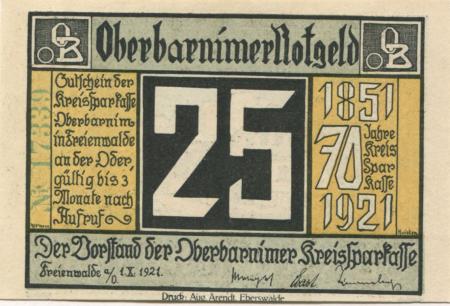 OB
Oberbarnimer Notgeld
OB
Gutschein der
Kreissparkasse
Oberbarnim
in Freienwalde
an der Oder,
gültig bis 3
Monate nach
Aufruf
No 17339
25
1851
70 Jahre
Kreis
Spar
Kasse
1921
Der Vorstand der Oberbarnimer Kreissparkasse
Freienwalde a/O 1.X.1921.
Druck: Aug. Arendt, Eberswalde